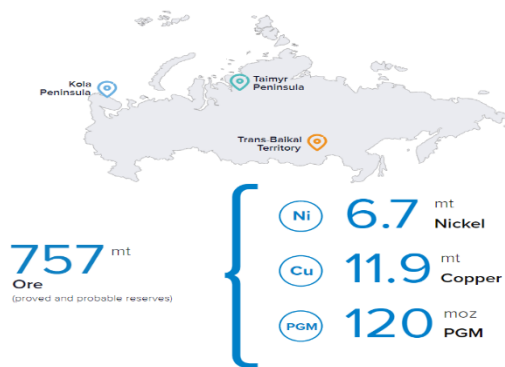 Kola
Peninsula
Taimyr
Peninsula
Trans-Baikal
Territory
757 mt
Ore
(proved and probable reserves)
Ni 6.7 mt
Nickel
Cu 11.9 mt
Copper
PGM 120 moz
PGM